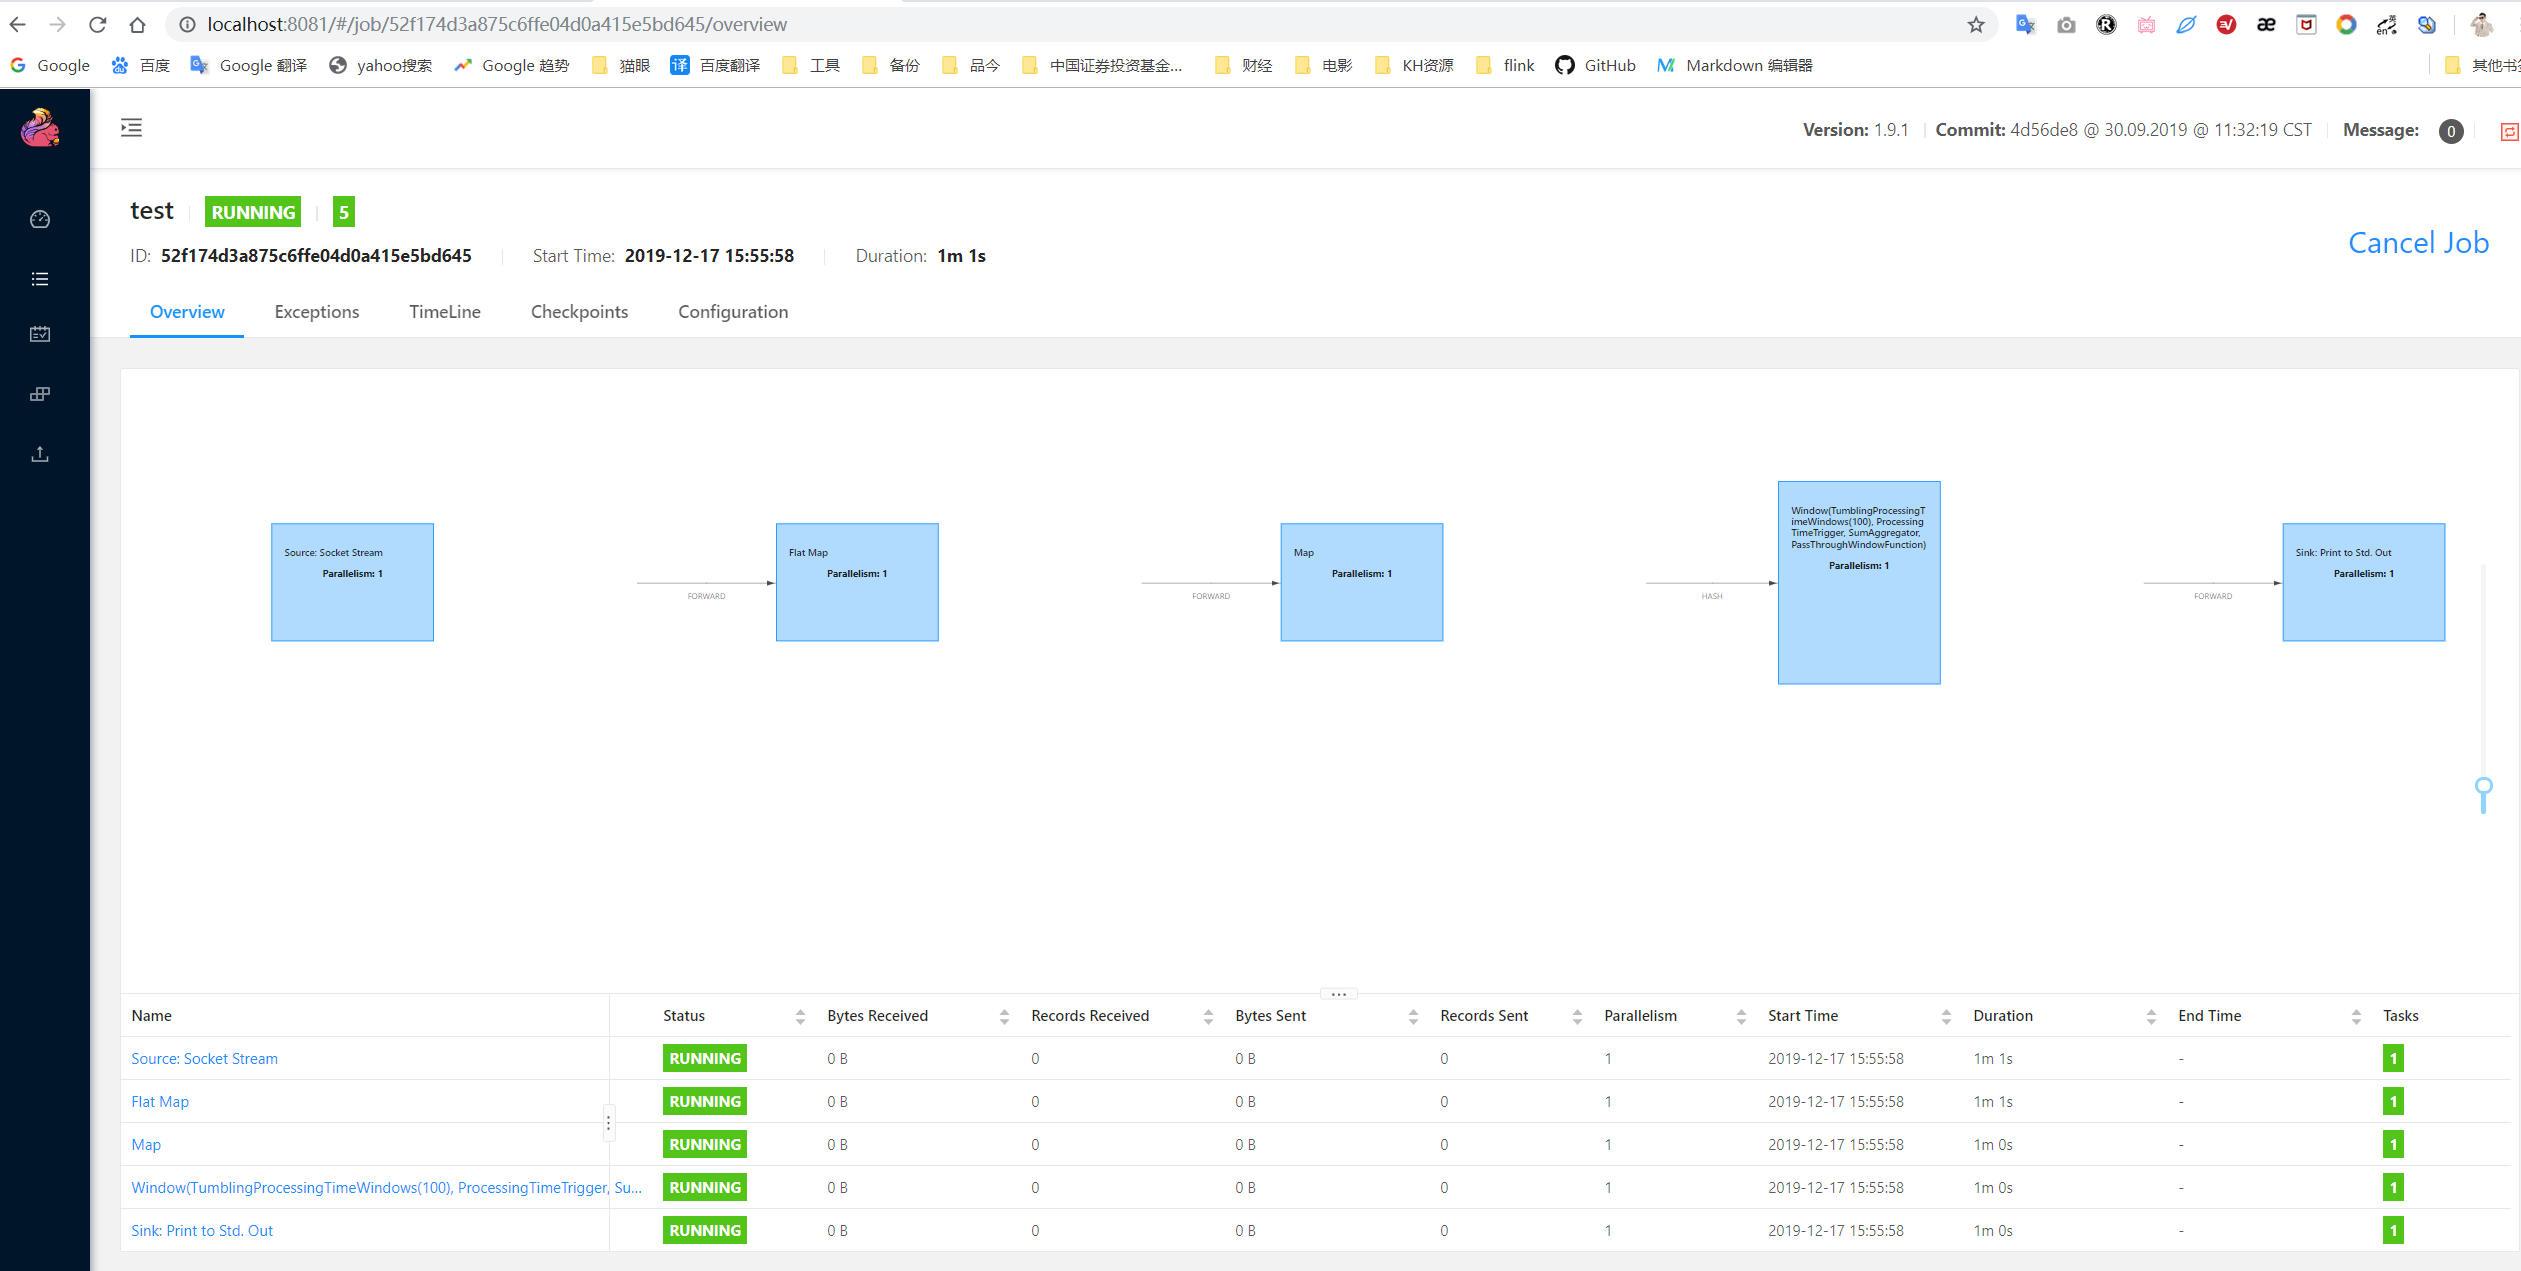 localhost:8081/#/job/52f174d3a875c6ffe04d0a415e5bd645/overview
Google 百度 Google 翻译 yahoo搜索 Google 趋势 猫眼 译 百度翻译 工具 备份 品今 中国证券投资基金... 财经 电影 KH资源 flink GitHub Markdown 编辑器 其他书签
Version: 1.9.1 Commit: 4d56de8 @ 30.09.2019 @ 11:32:19 CST Message: 0
test RUNNING 5
ID: 52f174d3a875c6ffe04d0a415e5bd645 Start Time: 2019-12-17 15:55:58 Duration: 1m 1s
Cancel Job
Overview Exceptions TimeLine Checkpoints Configuration
Source: Socket Stream
Parallelism: 1
FORWARD
Flat Map
Parallelism: 1
FORWARD
Map
Parallelism: 1
HASH
Window(TumblingProcessingT
imeWindows(100), Processing
TimeTrigger, SumAggregator,
PassThroughWindowFunction)
Parallelism: 1
FORWARD
Sink: Print to Std. Out
Parallelism: 1
Name Status Bytes Received Records Received Bytes Sent Records Sent Parallelism Start Time Duration End Time Tasks
Source: Socket Stream RUNNING 0 B 0 0 B 0 1 2019-12-17 15:55:58 1m 1s - 1
Flat Map RUNNING 0 B 0 0 B 0 1 2019-12-17 15:55:58 1m 1s - 1
Map RUNNING 0 B 0 0 B 0 1 2019-12-17 15:55:58 1m 0s - 1
Window(TumblingProcessingTimeWindows(100), ProcessingTimeTrigger, Su... RUNNING 0 B 0 0 B 0 1 2019-12-17 15:55:58 1m 0s - 1
Sink: Print to Std. Out RUNNING 0 B 0 0 B 0 1 2019-12-17 15:55:58 1m 0s - 1